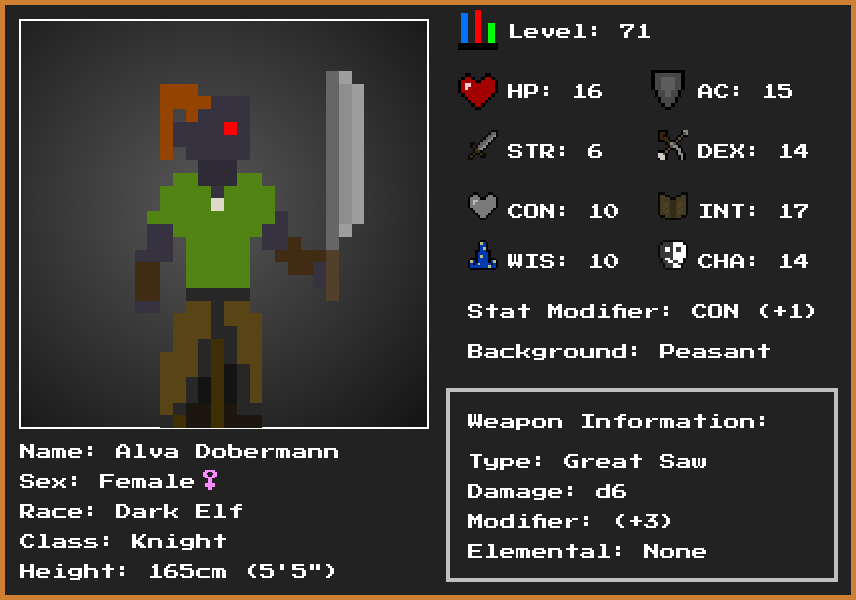 Level: 71
HP: 16
AC: 15
STR: 6
DEX: 14
CON: 10
INT: 17
WIS: 10
CHA: 14
Stat Modifier: CON (+1)
Background: Peasant
Weapon Information:
Type: Great Saw
Damage: d6
Modifier: (+3)
Elemental: None
Name: Alva Dobermann
Sex: Female♀
Race: Dark Elf
Class: Knight
Height: 165cm (5'5")